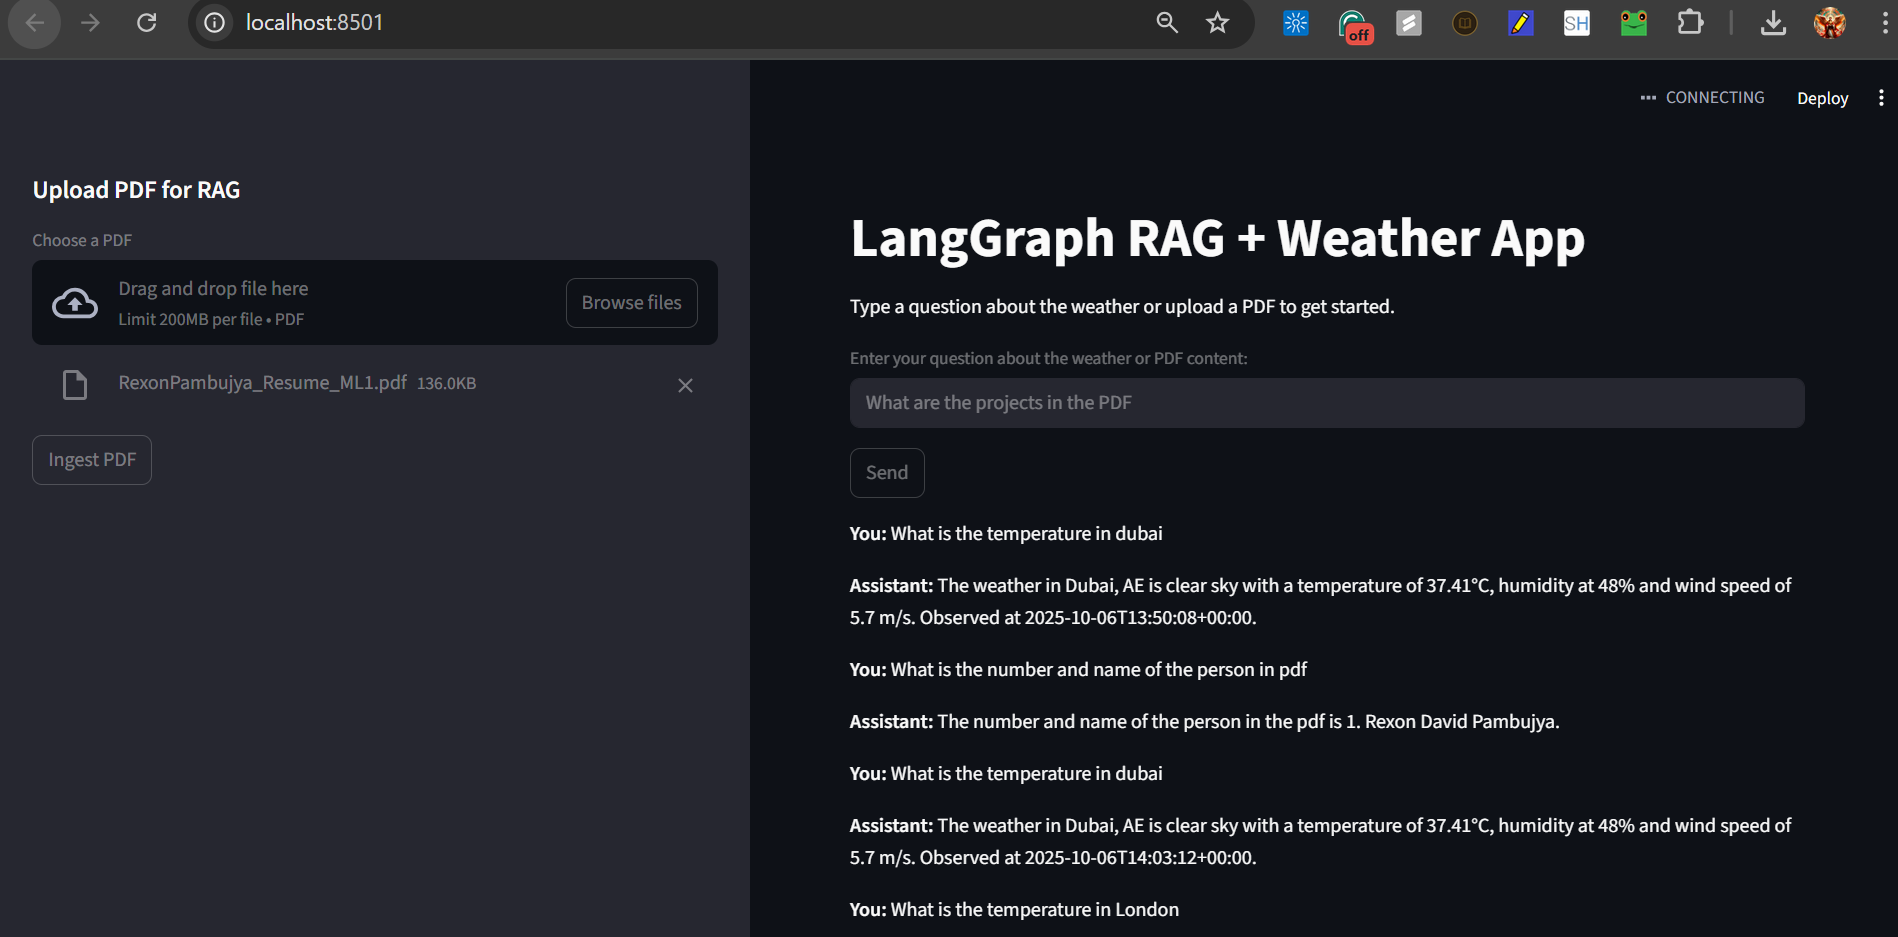 localhost:8501
off
SH
CONNECTING
Deploy
Upload PDF for RAG
Choose a PDF
Drag and drop file here
Limit 200MB per file • PDF
Browse files
RexonPambujya_Resume_ML1.pdf 136.0KB
Ingest PDF
LangGraph RAG + Weather App
Type a question about the weather or upload a PDF to get started.
Enter your question about the weather or PDF content:
What are the projects in the PDF
Send
You: What is the temperature in dubai
Assistant: The weather in Dubai, AE is clear sky with a temperature of 37.41°C, humidity at 48% and wind speed of
5.7 m/s. Observed at 2025-10-06T13:50:08+00:00.
You: What is the number and name of the person in pdf
Assistant: The number and name of the person in the pdf is 1. Rexon David Pambujya.
You: What is the temperature in dubai
Assistant: The weather in Dubai, AE is clear sky with a temperature of 37.41°C, humidity at 48% and wind speed of
5.7 m/s. Observed at 2025-10-06T14:03:12+00:00.
You: What is the temperature in London